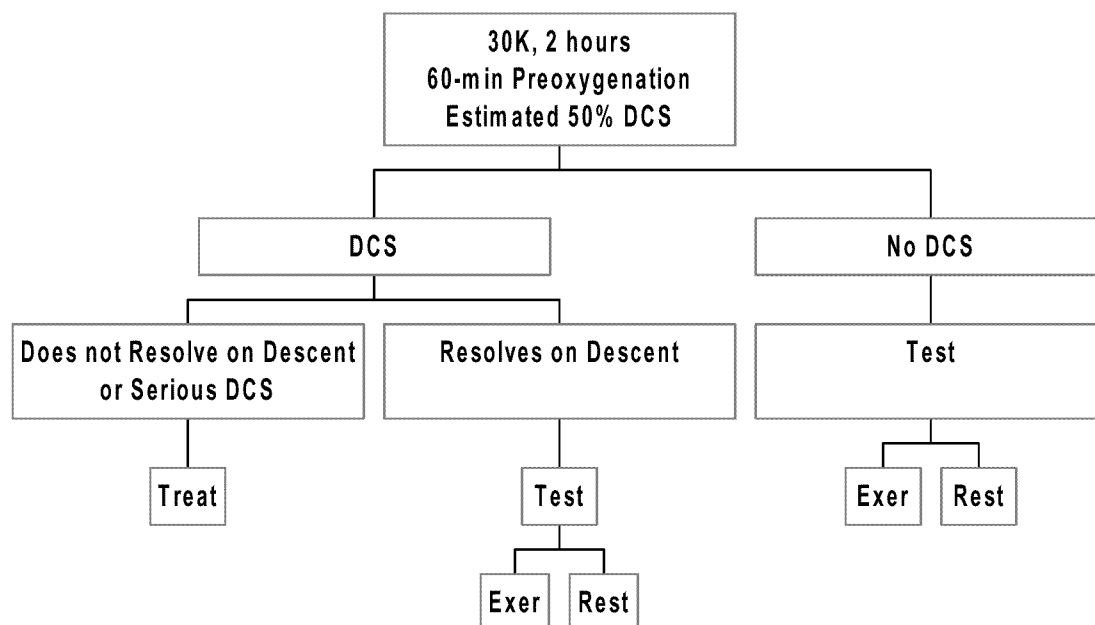 30K, 2 hours
60-min Preoxygenation
Estimated 50% DCS
DCS
No DCS
Does not Resolve on Descent
or Serious DCS
Resolves on Descent
Test
Treat
Test
Exer
Rest
Exer
Rest